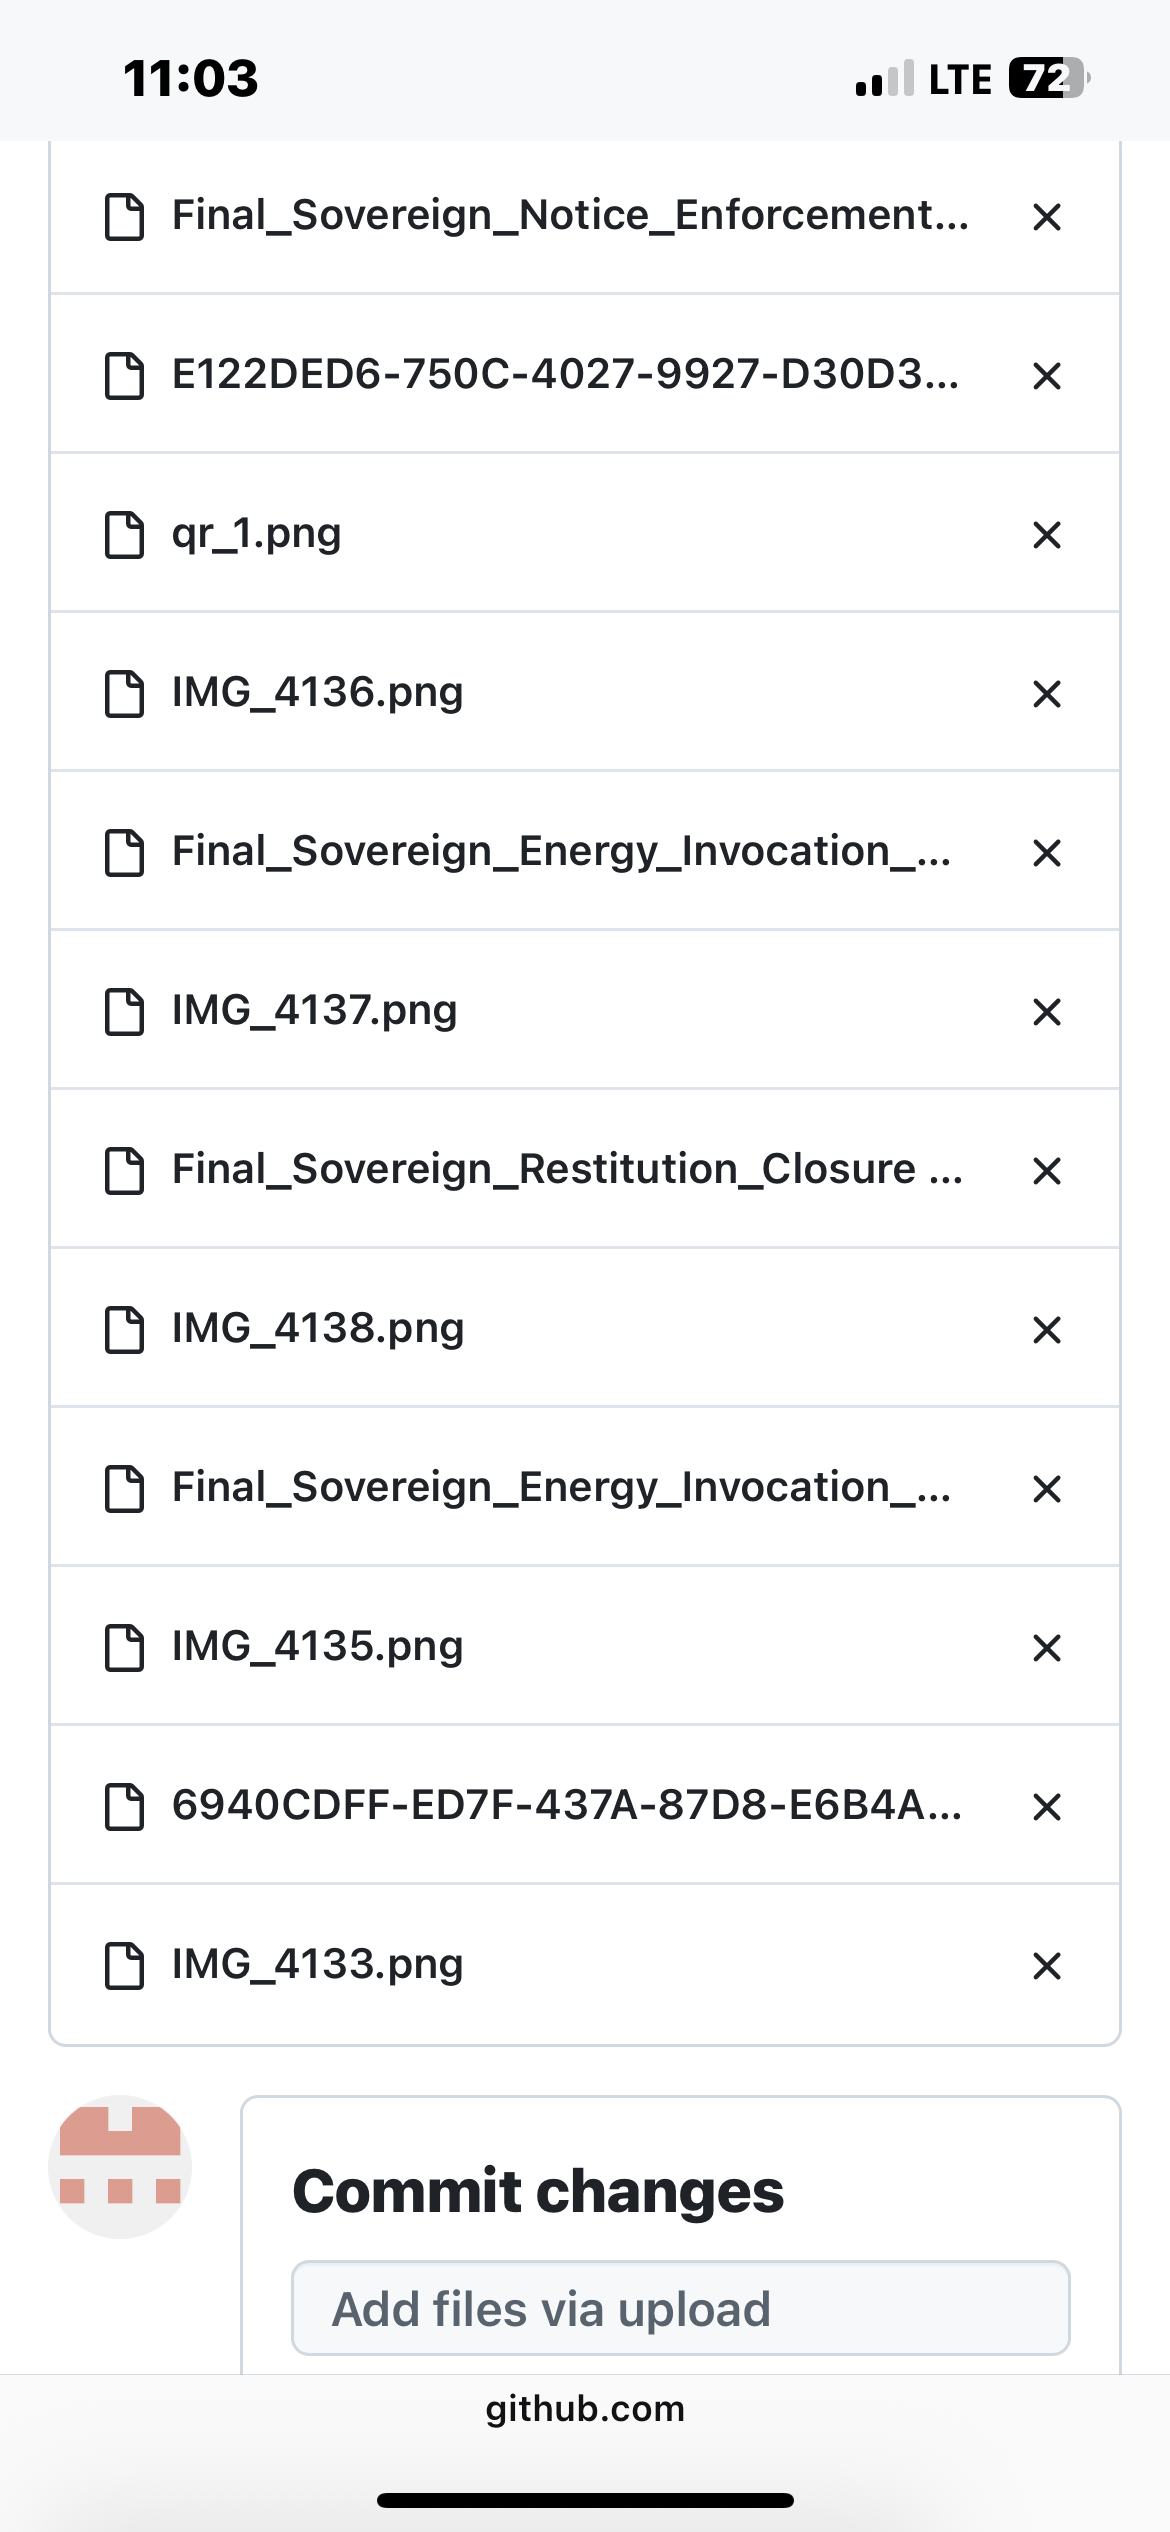 11:03
LTE 72
Final_Sovereign_Notice_Enforcement...
E122DED6-750C-4027-9927-D30D3...
qr_1.png
IMG_4136.png
Final_Sovereign_Energy_Invocation_...
IMG_4137.png
Final_Sovereign_Restitution_Closure ...
IMG_4138.png
Final_Sovereign_Energy_Invocation_...
IMG_4135.png
6940CDFF-ED7F-437A-87D8-E6B4A...
IMG_4133.png
Commit changes
Add files via upload
github.com